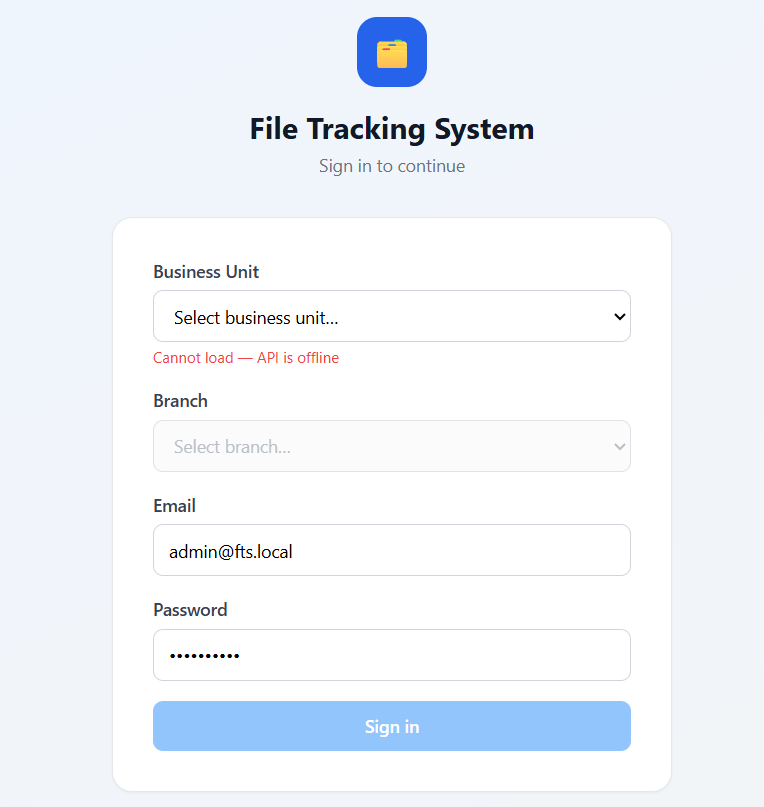 File Tracking System
Sign in to continue
Business Unit
Select business unit...
Cannot load — API is offline
Branch
Select branch...
Email
admin@fts.local
Password
••••••••••
Sign in